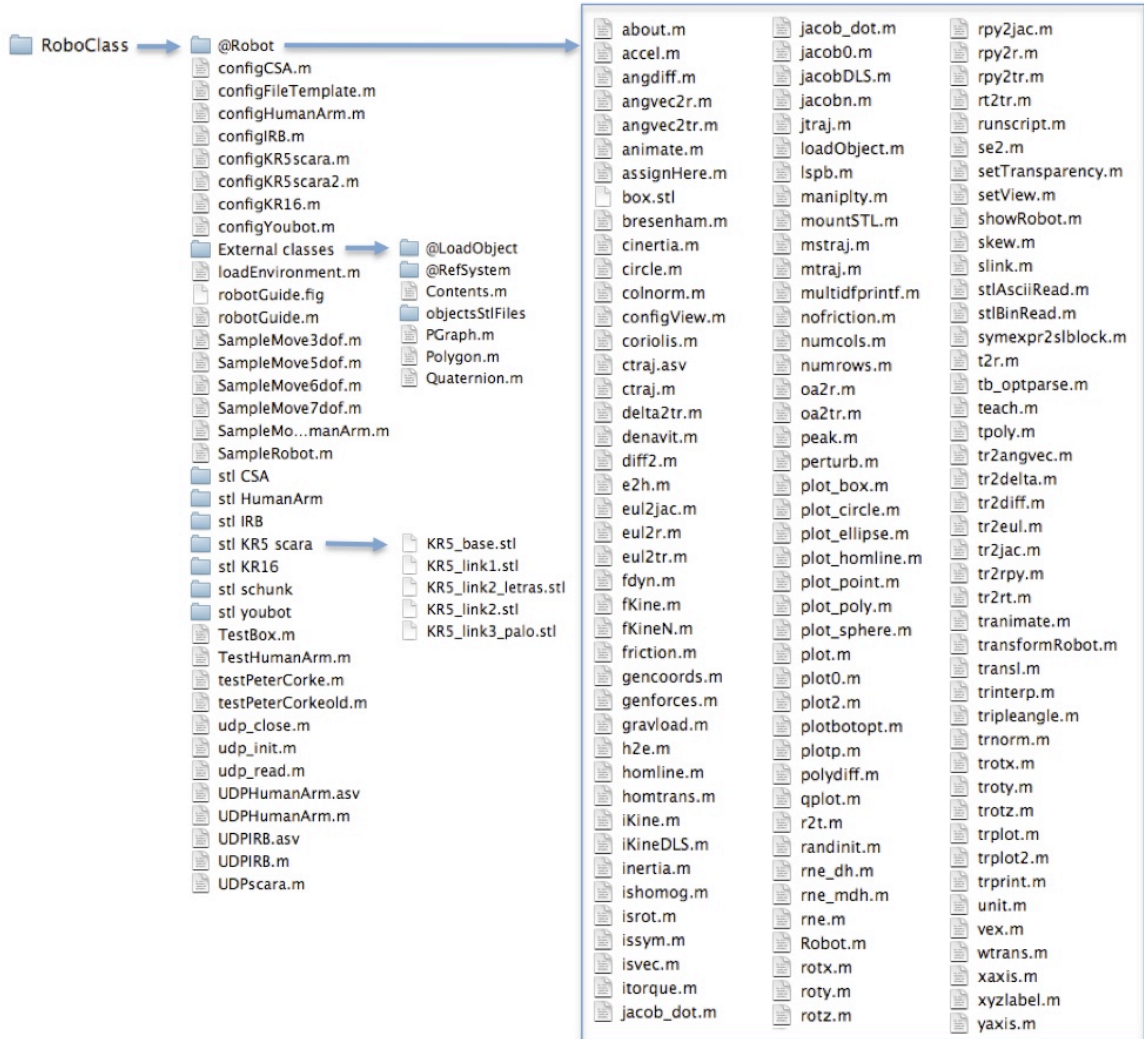 RoboClass
@Robot
configCSA.m
configFileTemplate.m
configHumanArm.m
configIRB.m
configKR5scara.m
configKR5scara2.m
configKR16.m
configYoubot.m
External classes
loadEnvironment.m
robotGuide.fig
robotGuide.m
SampleMove3dof.m
SampleMove5dof.m
SampleMove6dof.m
SampleMove7dof.m
SampleMo...manArm.m
SampleRobot.m
stl CSA
stl HumanArm
stl IRB
stl KR5 scara
stl KR16
stl schunk
stl youbot
TestBox.m
TestHumanArm.m
testPeterCorke.m
testPeterCorkeold.m
udp_close.m
udp_init.m
udp_read.m
UDPHumanArm.asv
UDPHumanArm.m
UDPIRB.asv
UDPIRB.m
UDPscara.m
@LoadObject
@RefSystem
Contents.m
objectsStlFiles
PGraph.m
Polygon.m
Quaternion.m
KR5_base.stl
KR5_link1.stl
KR5_link2_letras.stl
KR5_link2.stl
KR5_link3_palo.stl
about.m
accel.m
angdiff.m
angvec2r.m
angvec2tr.m
animate.m
assignHere.m
box.stl
bresenham.m
cinertia.m
circle.m
colnorm.m
configView.m
coriolis.m
ctraj.asv
ctraj.m
delta2tr.m
denavit.m
diff2.m
e2h.m
eul2jac.m
eul2r.m
eul2tr.m
fdyn.m
fKine.m
fKineN.m
friction.m
gencoords.m
genforces.m
gravload.m
h2e.m
homline.m
homtrans.m
iKine.m
iKineDLS.m
inertia.m
ishomog.m
isrot.m
issym.m
isvec.m
itorque.m
jacob_dot.m
jacob_dot.m
jacob0.m
jacobDLS.m
jacobn.m
jtraj.m
loadObject.m
lspb.m
maniplty.m
mountSTL.m
mstraj.m
mtraj.m
multidfprintf.m
nofriction.m
numcols.m
numrows.m
oa2r.m
oa2tr.m
peak.m
perturb.m
plot_box.m
plot_circle.m
plot_ellipse.m
plot_homline.m
plot_point.m
plot_poly.m
plot_sphere.m
plot.m
plot0.m
plot2.m
plotbotopt.m
plotp.m
polydiff.m
qplot.m
r2t.m
randinit.m
rne_dh.m
rne_mdh.m
rne.m
Robot.m
rotx.m
roty.m
rotz.m
rpy2jac.m
rpy2r.m
rpy2tr.m
rt2tr.m
runscript.m
se2.m
setTransparency.m
setView.m
showRobot.m
skew.m
slink.m
stlAsciiRead.m
stlBinRead.m
symexpr2slblock.m
t2r.m
tb_optparse.m
teach.m
tpoly.m
tr2angvec.m
tr2delta.m
tr2diff.m
tr2eul.m
tr2jac.m
tr2rpy.m
tr2rt.m
tranimate.m
transformRobot.m
transl.m
trinterp.m
tripleangle.m
trnorm.m
trotx.m
troty.m
trotz.m
trplot.m
trplot2.m
trprint.m
unit.m
vex.m
wtrans.m
xaxis.m
xyzlabel.m
yaxis.m